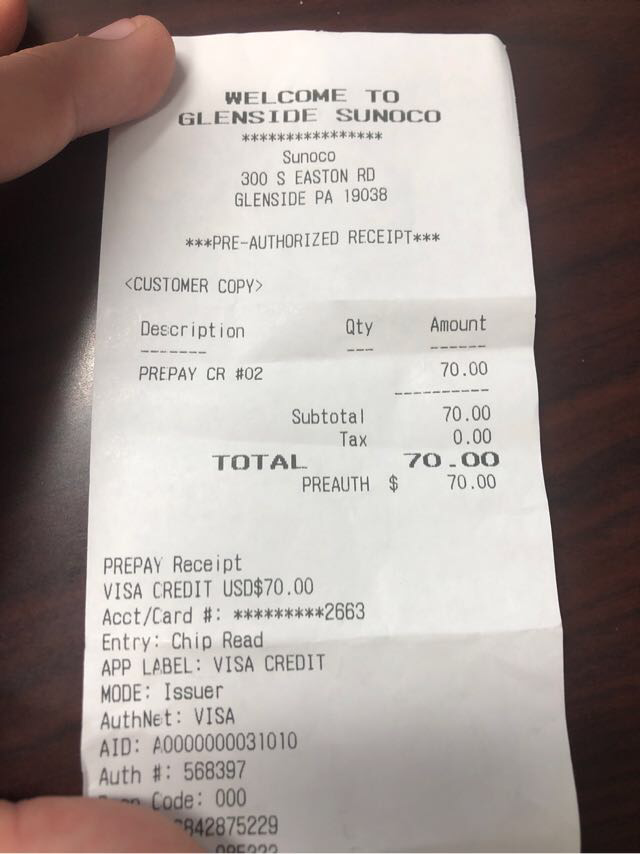 WELCOME TO
GLENSIDE SUNOCO
****************
Sunoco
300 S EASTON RD
GLENSIDE PA 19038
***PRE-AUTHORIZED RECEIPT***
<CUSTOMER COPY>
Description Qty Amount
------- --- ------
PREPAY CR #02 70.00
----------
Subtotal 70.00
Tax 0.00
TOTAL 70.00
PREAUTH $ 70.00
PREPAY Receipt
VISA CREDIT USD$70.00
Acct/Card #: *********2663
Entry: Chip Read
APP LABEL: VISA CREDIT
MODE: Issuer
AuthNet: VISA
AID: A0000000031010
Auth #: 568397
Code: 000
842875229